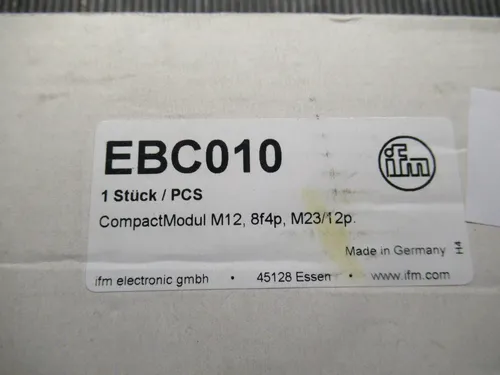 EBC010
ifm
1 Stück / PCS
CompactModul M12, 8f4p, M23/12p.
Made in Germany
H4
ifm electronic gmbh • 45128 Essen • www.ifm.com